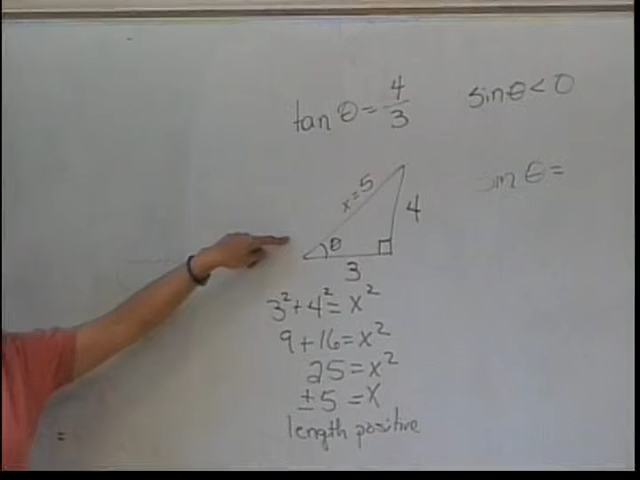 tan θ = 4/3
sin θ < 0
sin θ =
x = 5
4
θ
3
3² + 4² = x²
9 + 16 = x²
25 = x²
± 5 = x
length positive
=